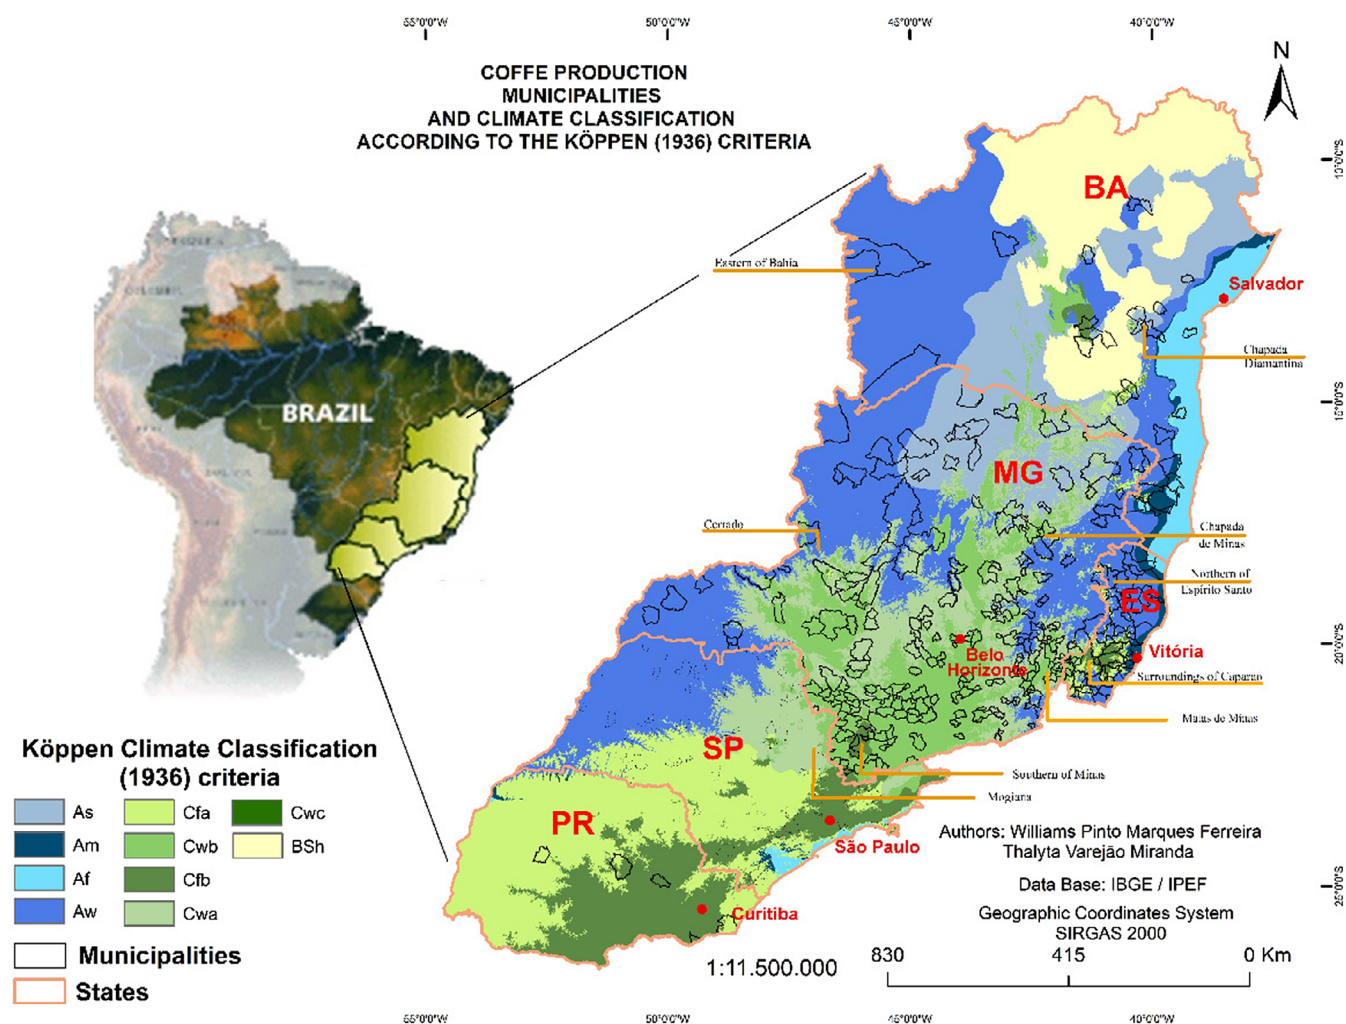 55°0'0"W
50°0'0"W
45°0'0"W
40°0'0"W
COFFE PRODUCTION
MUNICIPALITIES
AND CLIMATE CLASSIFICATION
ACCORDING TO THE KÖPPEN (1936) CRITERIA
N
BA
Eastern of Bahia
Salvador
Chapada
Diamantina
BRAZIL
MG
Cerrado
Chapada
de Minas
Northern of
Espírito Santo
ES
Vitória
Belo
Horizonte
Surroundings of Caparao
Matas de Minas
SP
Southern of Minas
Mogiana
PR
São Paulo
Curitiba
15°0'0"S
20°0'0"S
25°0'0"S
Köppen Climate Classification
(1936) criteria
As
Cfa
Cwc
Am
Cwb
BSh
Af
Cfb
Aw
Cwa
Municipalities
States
Authors: Williams Pinto Marques Ferreira
Thalyta Varejão Miranda
Data Base: IBGE / IPEF
Geographic Coordinates System
SIRGAS 2000
1:11.500.000
830
415
0 Km
55°0'0"W
50°0'0"W
45°0'0"W
40°0'0"W